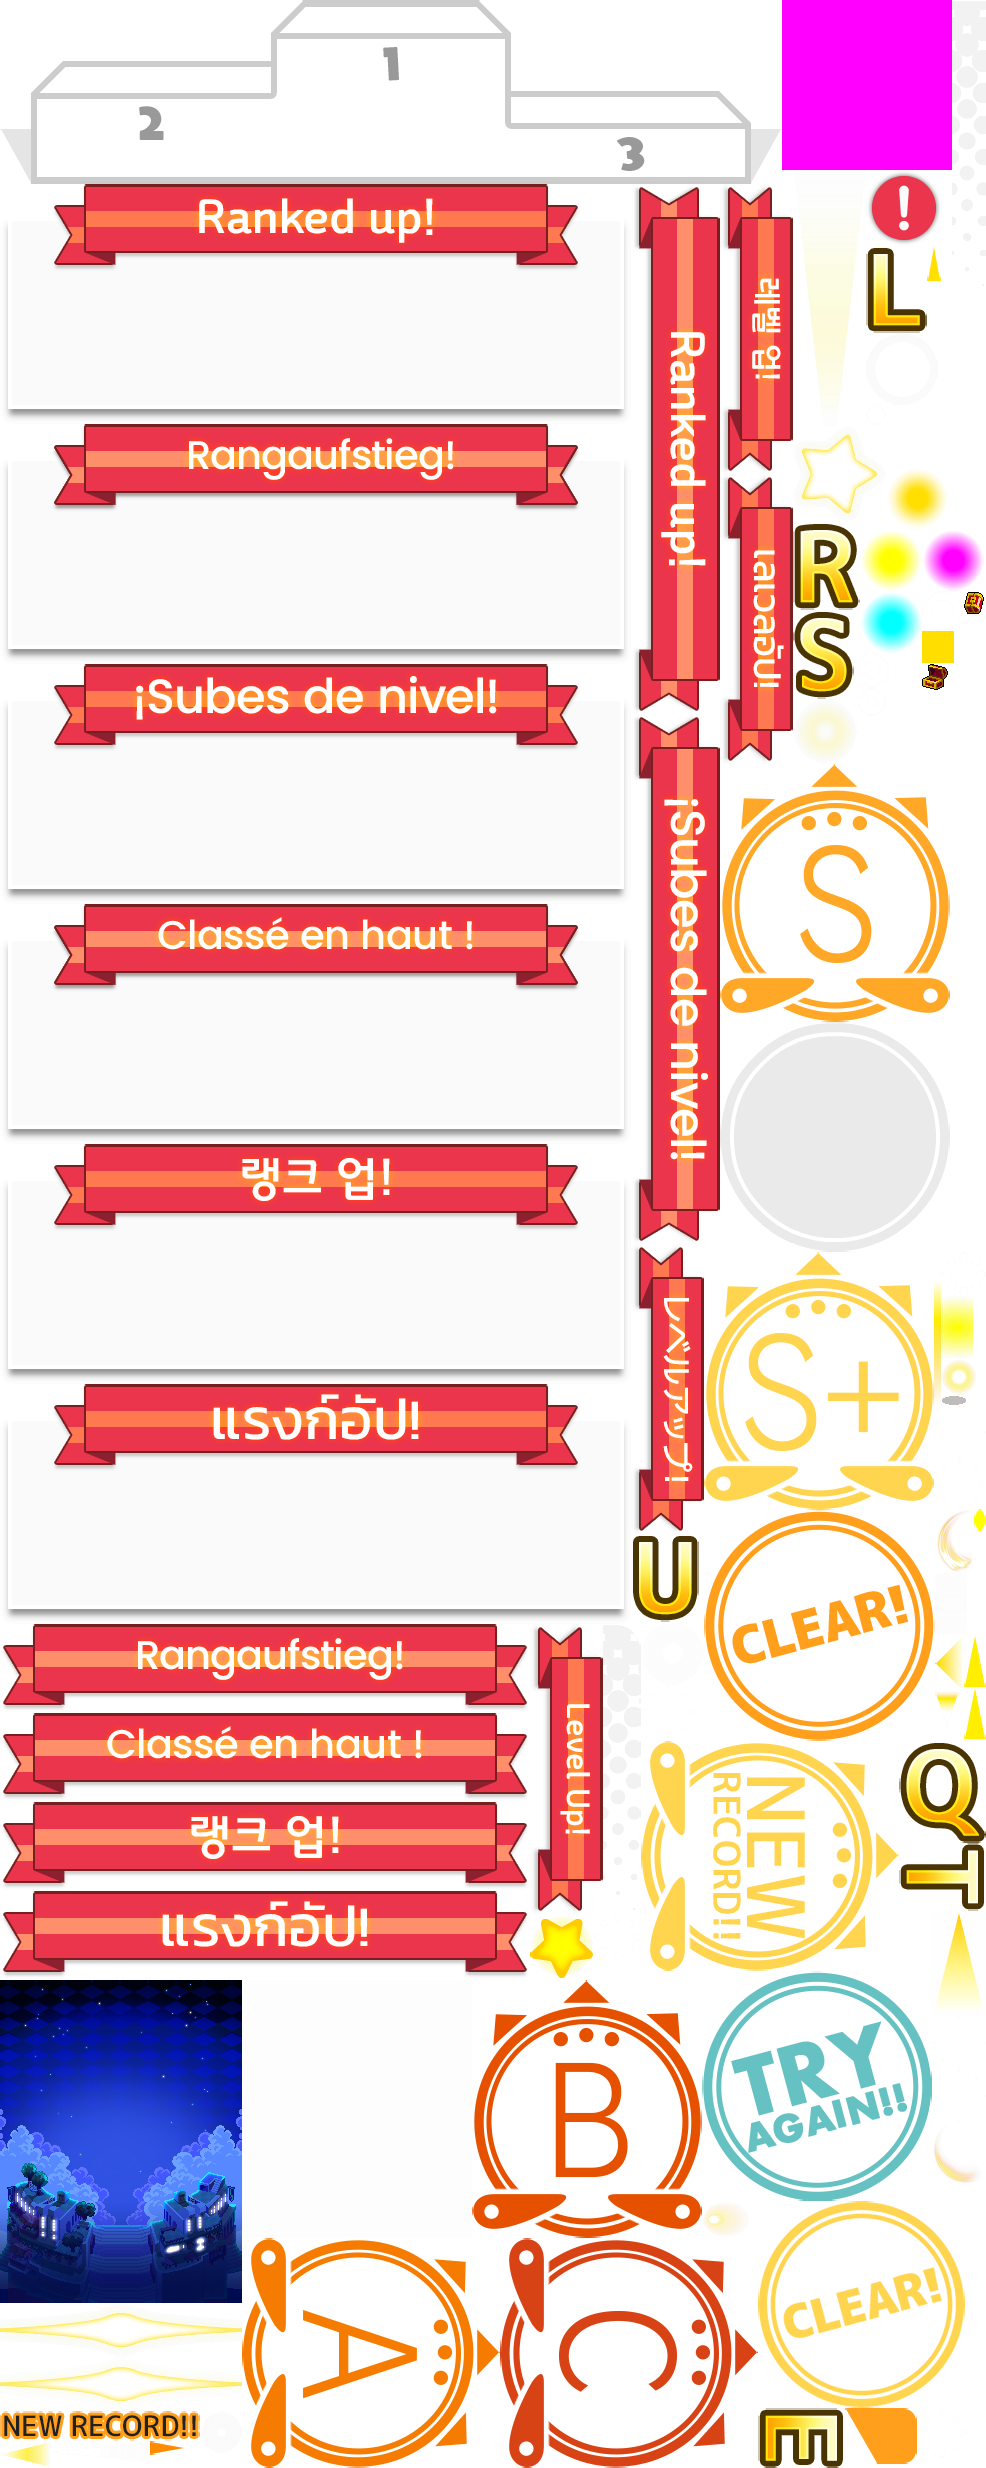 1
2
3
Ranked up!
Rangaufstieg!
¡Subes de nivel!
Classé en haut !
랭크 업!
แรงก์อัป!
Rangaufstieg!
Classé en haut !
랭크 업!
แรงก์อัป!
Ranked up!
레벨 업!
เลเวลอัป!
¡Subes de nivel!
レベルアップ!
Level Up!
!
L
R
S
S
S+
U
CLEAR!
NEW
RECORD!!
Q
T
B
TRY
AGAIN!!
A
C
CLEAR!
NEW RECORD!!
E